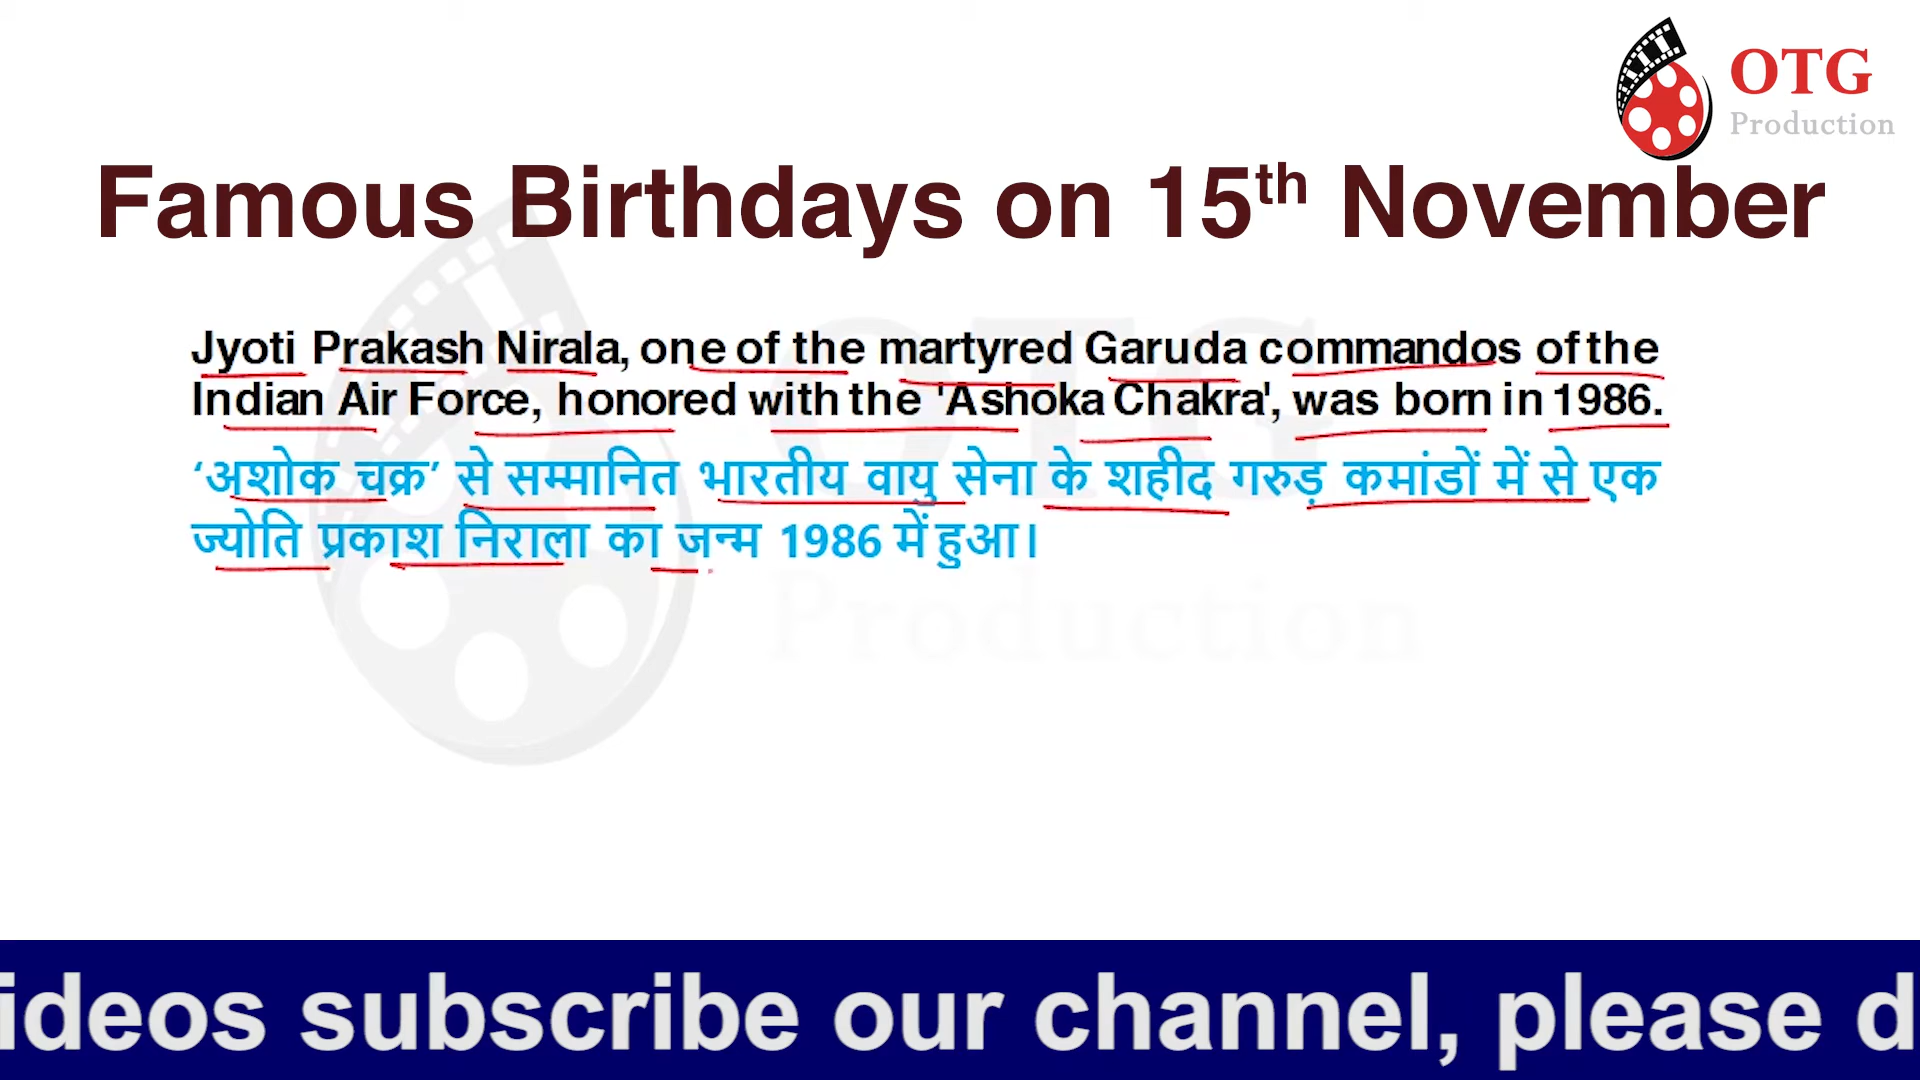 OTG
Production
Famous Birthdays on 15th November
Jyoti Prakash Nirala, one of the martyred Garuda commandos of the
Indian Air Force, honored with the 'Ashoka Chakra', was born in 1986.
‘अशोक चक्र’ से सम्मानित भारतीय वायु सेना के शहीद गरुड़ कमांडों में से एक
ज्योति प्रकाश निराला का जन्म 1986 में हुआ।
OTG
Production
ideos subscribe our channel, please d